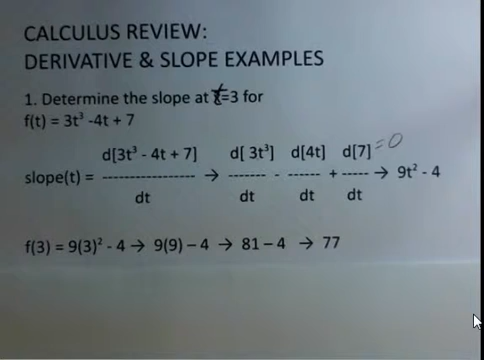 CALCULUS REVIEW:
DERIVATIVE & SLOPE EXAMPLES
1. Determine the slope at t=3 for
f(t) = 3t³ -4t + 7
d[3t³ - 4t + 7] d[ 3t³] d[4t] d[7] =0
slope(t) = ------------------ → ------- - ------ + ----- → 9t² - 4
dt dt dt dt
f(3) = 9(3)² - 4 → 9(9) – 4 → 81 – 4 → 77